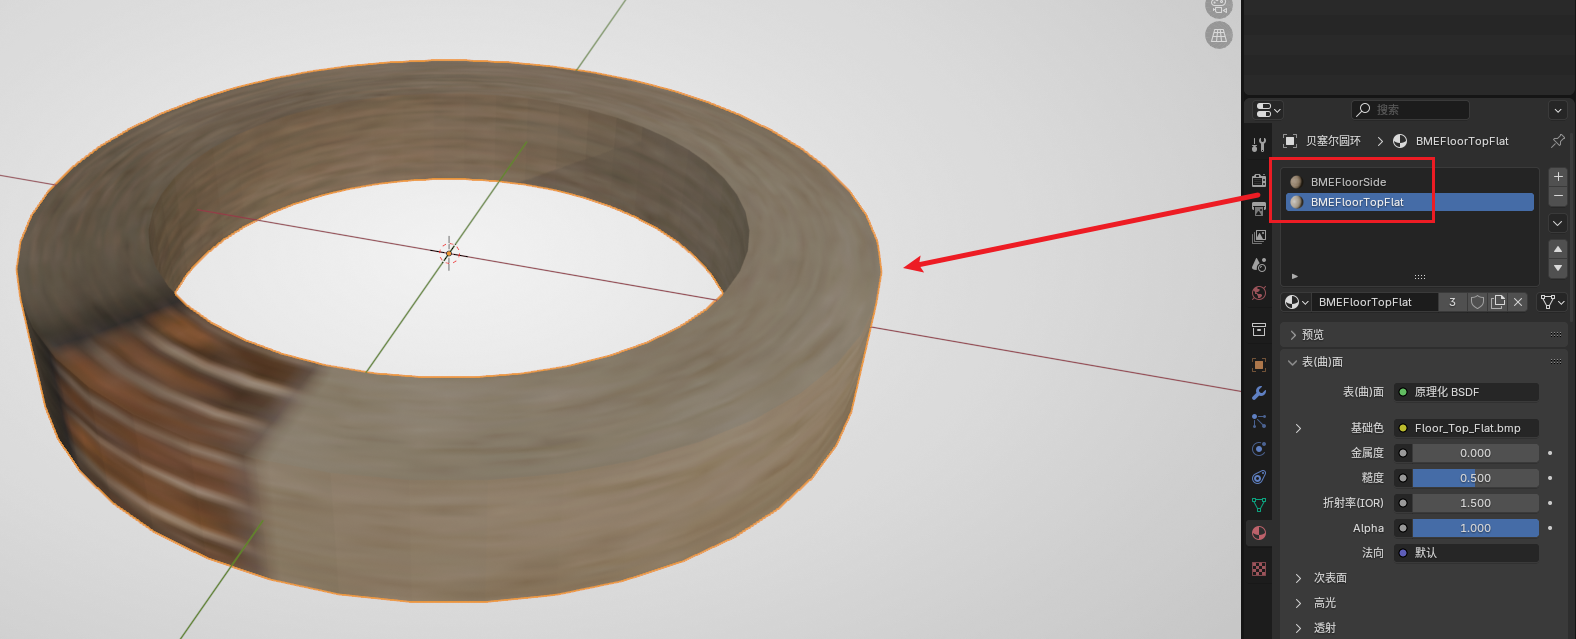 搜索
贝塞尔圆环 > BMEFloorTopFlat
BMEFloorSide
BMEFloorTopFlat
BMEFloorTopFlat 3
预览
表(曲)面
表(曲)面 原理化 BSDF
基础色 Floor_Top_Flat.bmp
金属度 0.000
糙度 0.500
折射率(IOR) 1.500
Alpha 1.000
法向 默认
次表面
高光
透射